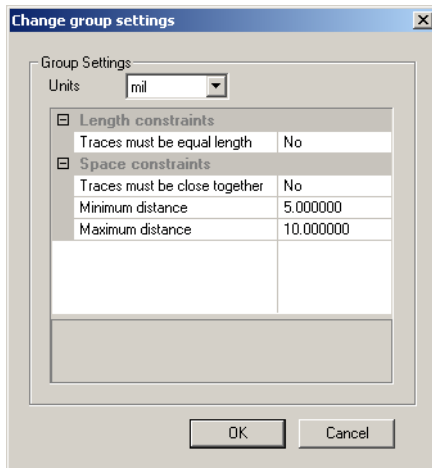 Change group settings
Group Settings
Units mil
Length constraints
Traces must be equal length No
Space constraints
Traces must be close together No
Minimum distance 5.000000
Maximum distance 10.000000
OK Cancel